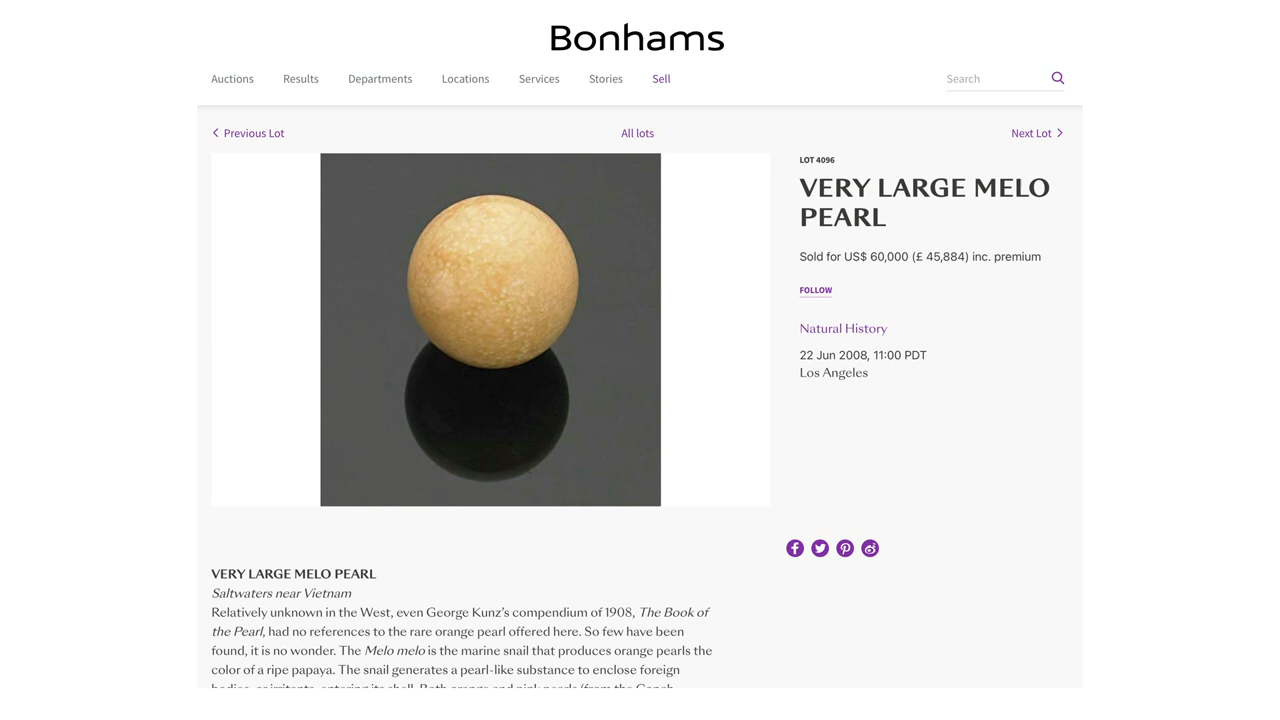 Bonhams
Auctions Results Departments Locations Services Stories Sell Search
Previous Lot All lots Next Lot
LOT 4096
VERY LARGE MELO
PEARL
Sold for US$ 60,000 (£ 45,884) inc. premium
FOLLOW
Natural History
22 Jun 2008, 11:00 PDT
Los Angeles
VERY LARGE MELO PEARL
Saltwaters near Vietnam
Relatively unknown in the West, even George Kunz's compendium of 1908, The Book of
the Pearl, had no references to the rare orange pearl offered here. So few have been
found, it is no wonder. The Melo melo is the marine snail that produces orange pearls the
color of a ripe papaya. The snail generates a pearl-like substance to enclose foreign